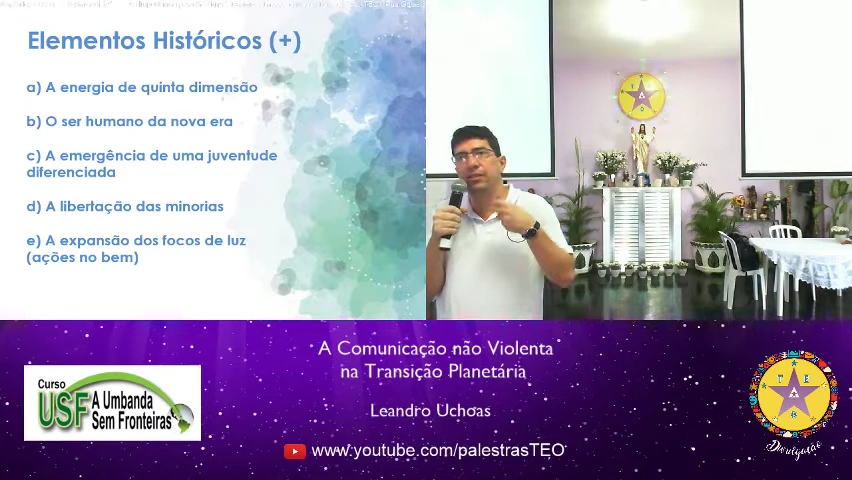 Elementos Históricos (+)
a) A energia de quinta dimensão
b) O ser humano da nova era
c) A emergência de uma juventude
diferenciada
d) A libertação das minorias
e) A expansão dos focos de luz
(ações no bem)
A Comunicação não Violenta
na Transição Planetária
Leandro Uchoas
www.youtube.com/palestrasTEO
Curso
USF A Umbanda
Sem Fronteiras
Divulgação